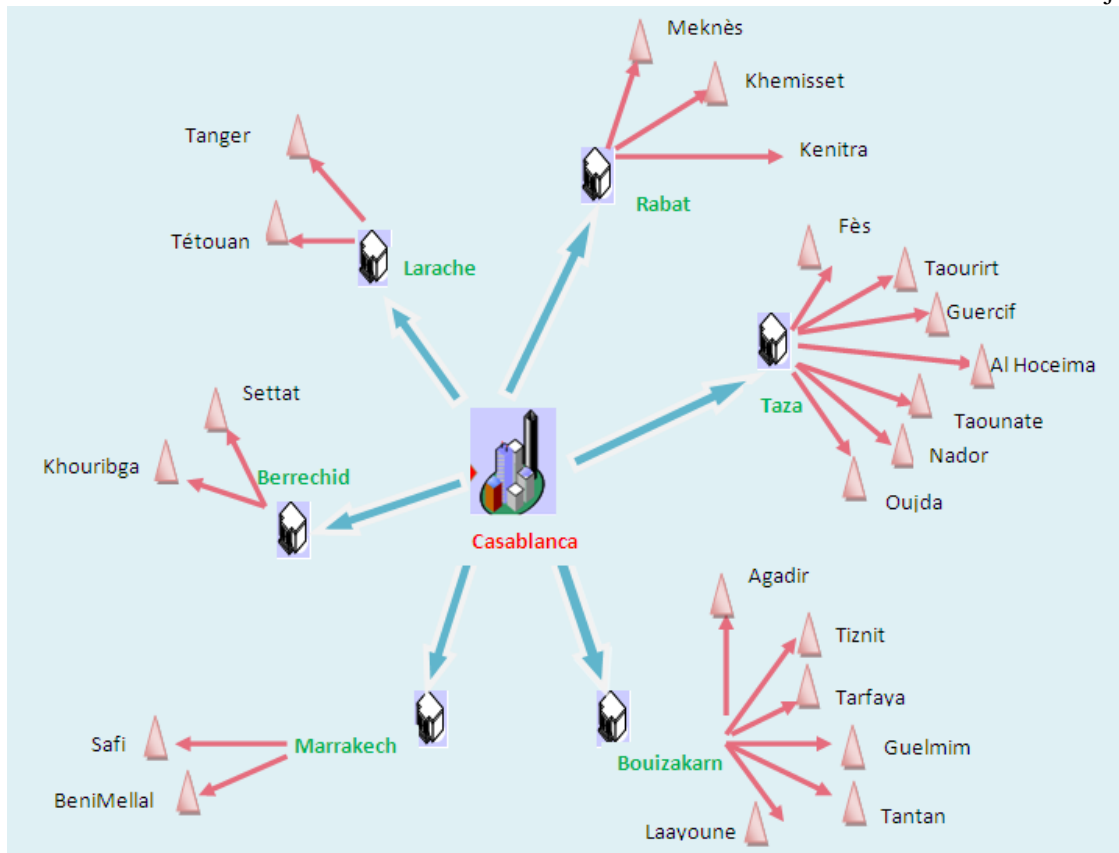 Meknès
Khemisset
Kenitra
Rabat
Tanger
Tétouan
Larache
Fès
Taourirt
Guercif
Al Hoceima
Taounate
Nador
Oujda
Taza
Settat
Khouribga
Berrechid
Casablanca
Agadir
Tiznit
Tarfaya
Guelmim
Tantan
Laayoune
Bouizakarn
Safi
Marrakech
BeniMellal